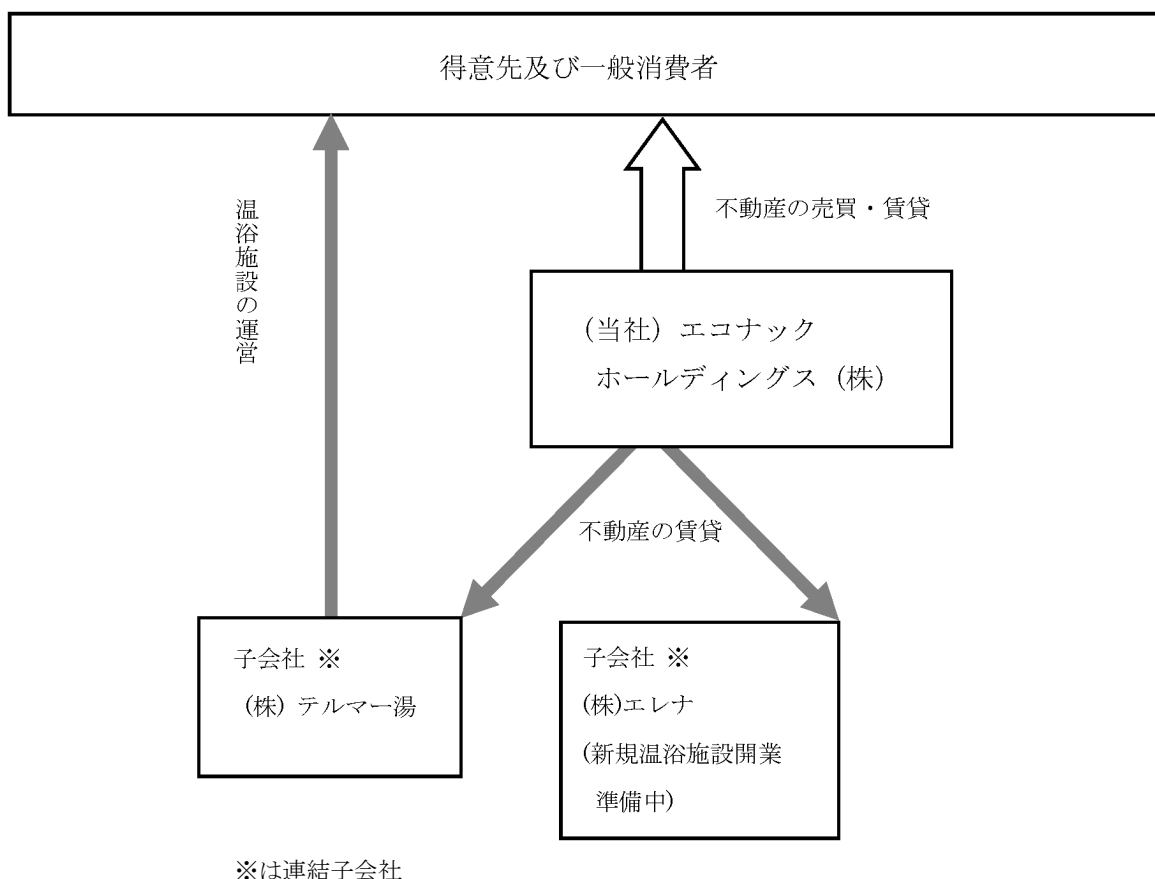 得意先及び一般消費者
温浴施設の運営
不動産の売買・賃貸
(当社) エコナック
ホールディングス (株)
不動産の賃貸
子会社 ※
(株) テルマー湯
子会社 ※
(株)エレナ
(新規温浴施設開業
準備中)
※は連結子会社